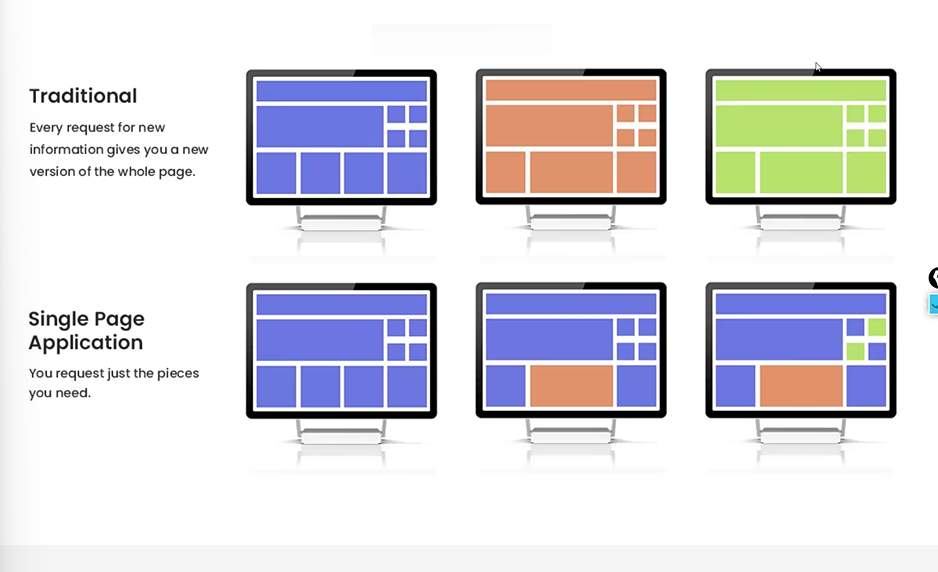 Traditional
Every request for new
information gives you a new
version of the whole page.
Single Page
Application
You request just the pieces
you need.